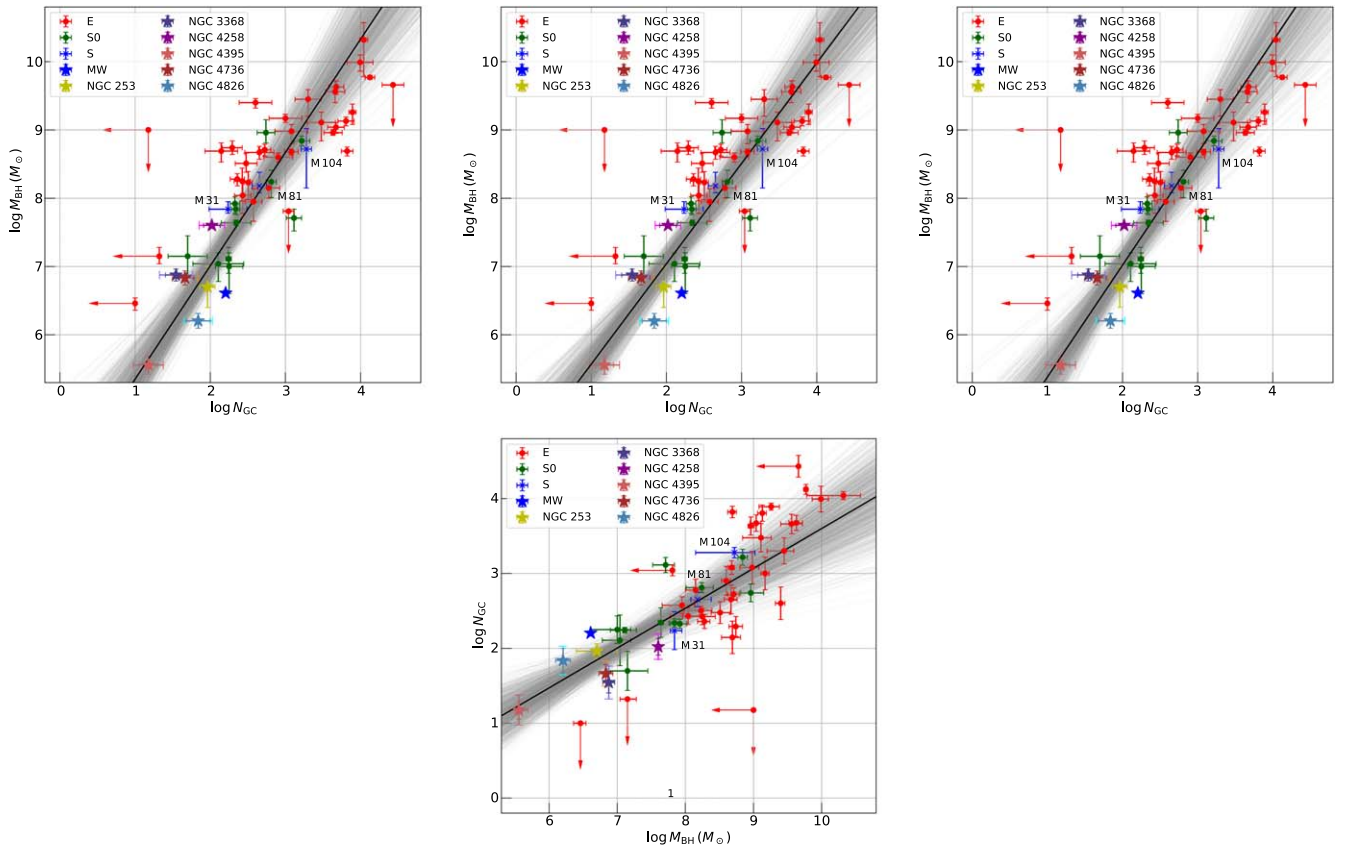 E NGC 3368
S0 NGC 4258
S NGC 4395
MW NGC 4736
NGC 253 NGC 4826
M 104
M 31
M 81
10
9
8
7
6
log M_BH (M_⊙)
0 1 2 3 4
log N_GC
E NGC 3368
S0 NGC 4258
S NGC 4395
MW NGC 4736
NGC 253 NGC 4826
M 104
M 31
M 81
10
9
8
7
6
log M_BH (M_⊙)
0 1 2 3 4
log N_GC
E NGC 3368
S0 NGC 4258
S NGC 4395
MW NGC 4736
NGC 253 NGC 4826
M 104
M 31
M 81
10
9
8
7
6
log M_BH (M_⊙)
0 1 2 3 4
log N_GC
E NGC 3368
S0 NGC 4258
S NGC 4395
MW NGC 4736
NGC 253 NGC 4826
M 104
M 81
M 31
4
3
2
1
0
log N_GC
1
6 7 8 9 10
log M_BH (M_⊙)